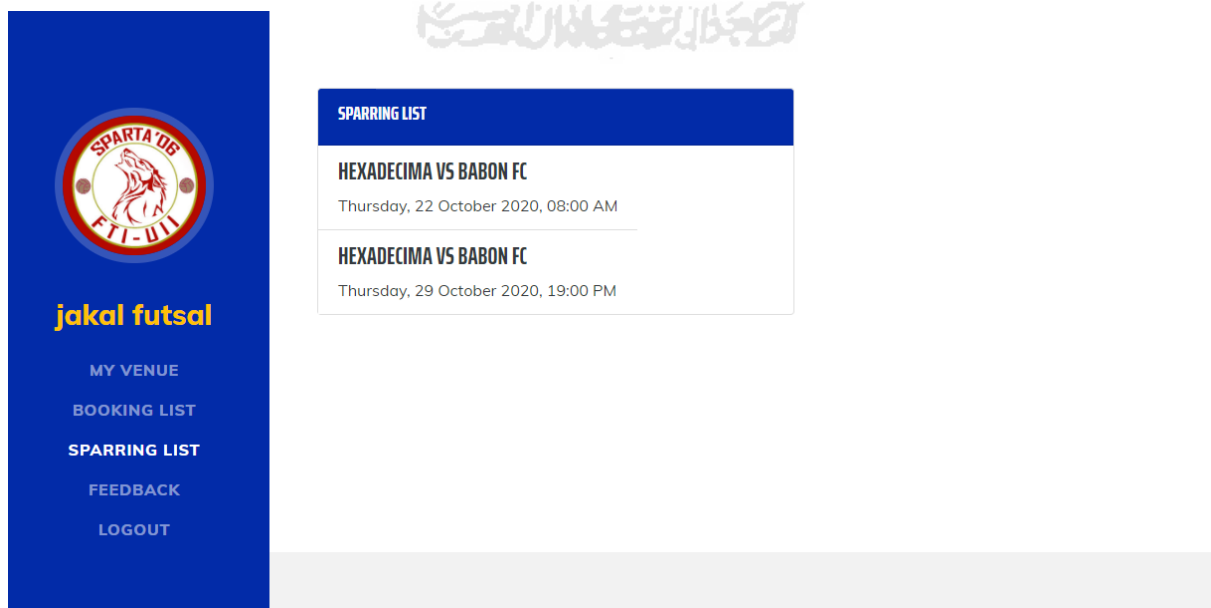 SPARTA'06
FTI-UII
jakal futsal
MY VENUE
BOOKING LIST
SPARRING LIST
FEEDBACK
LOGOUT
SPARRING LIST
HEXADECIMA VS BABON FC
Thursday, 22 October 2020, 08:00 AM
HEXADECIMA VS BABON FC
Thursday, 29 October 2020, 19:00 PM